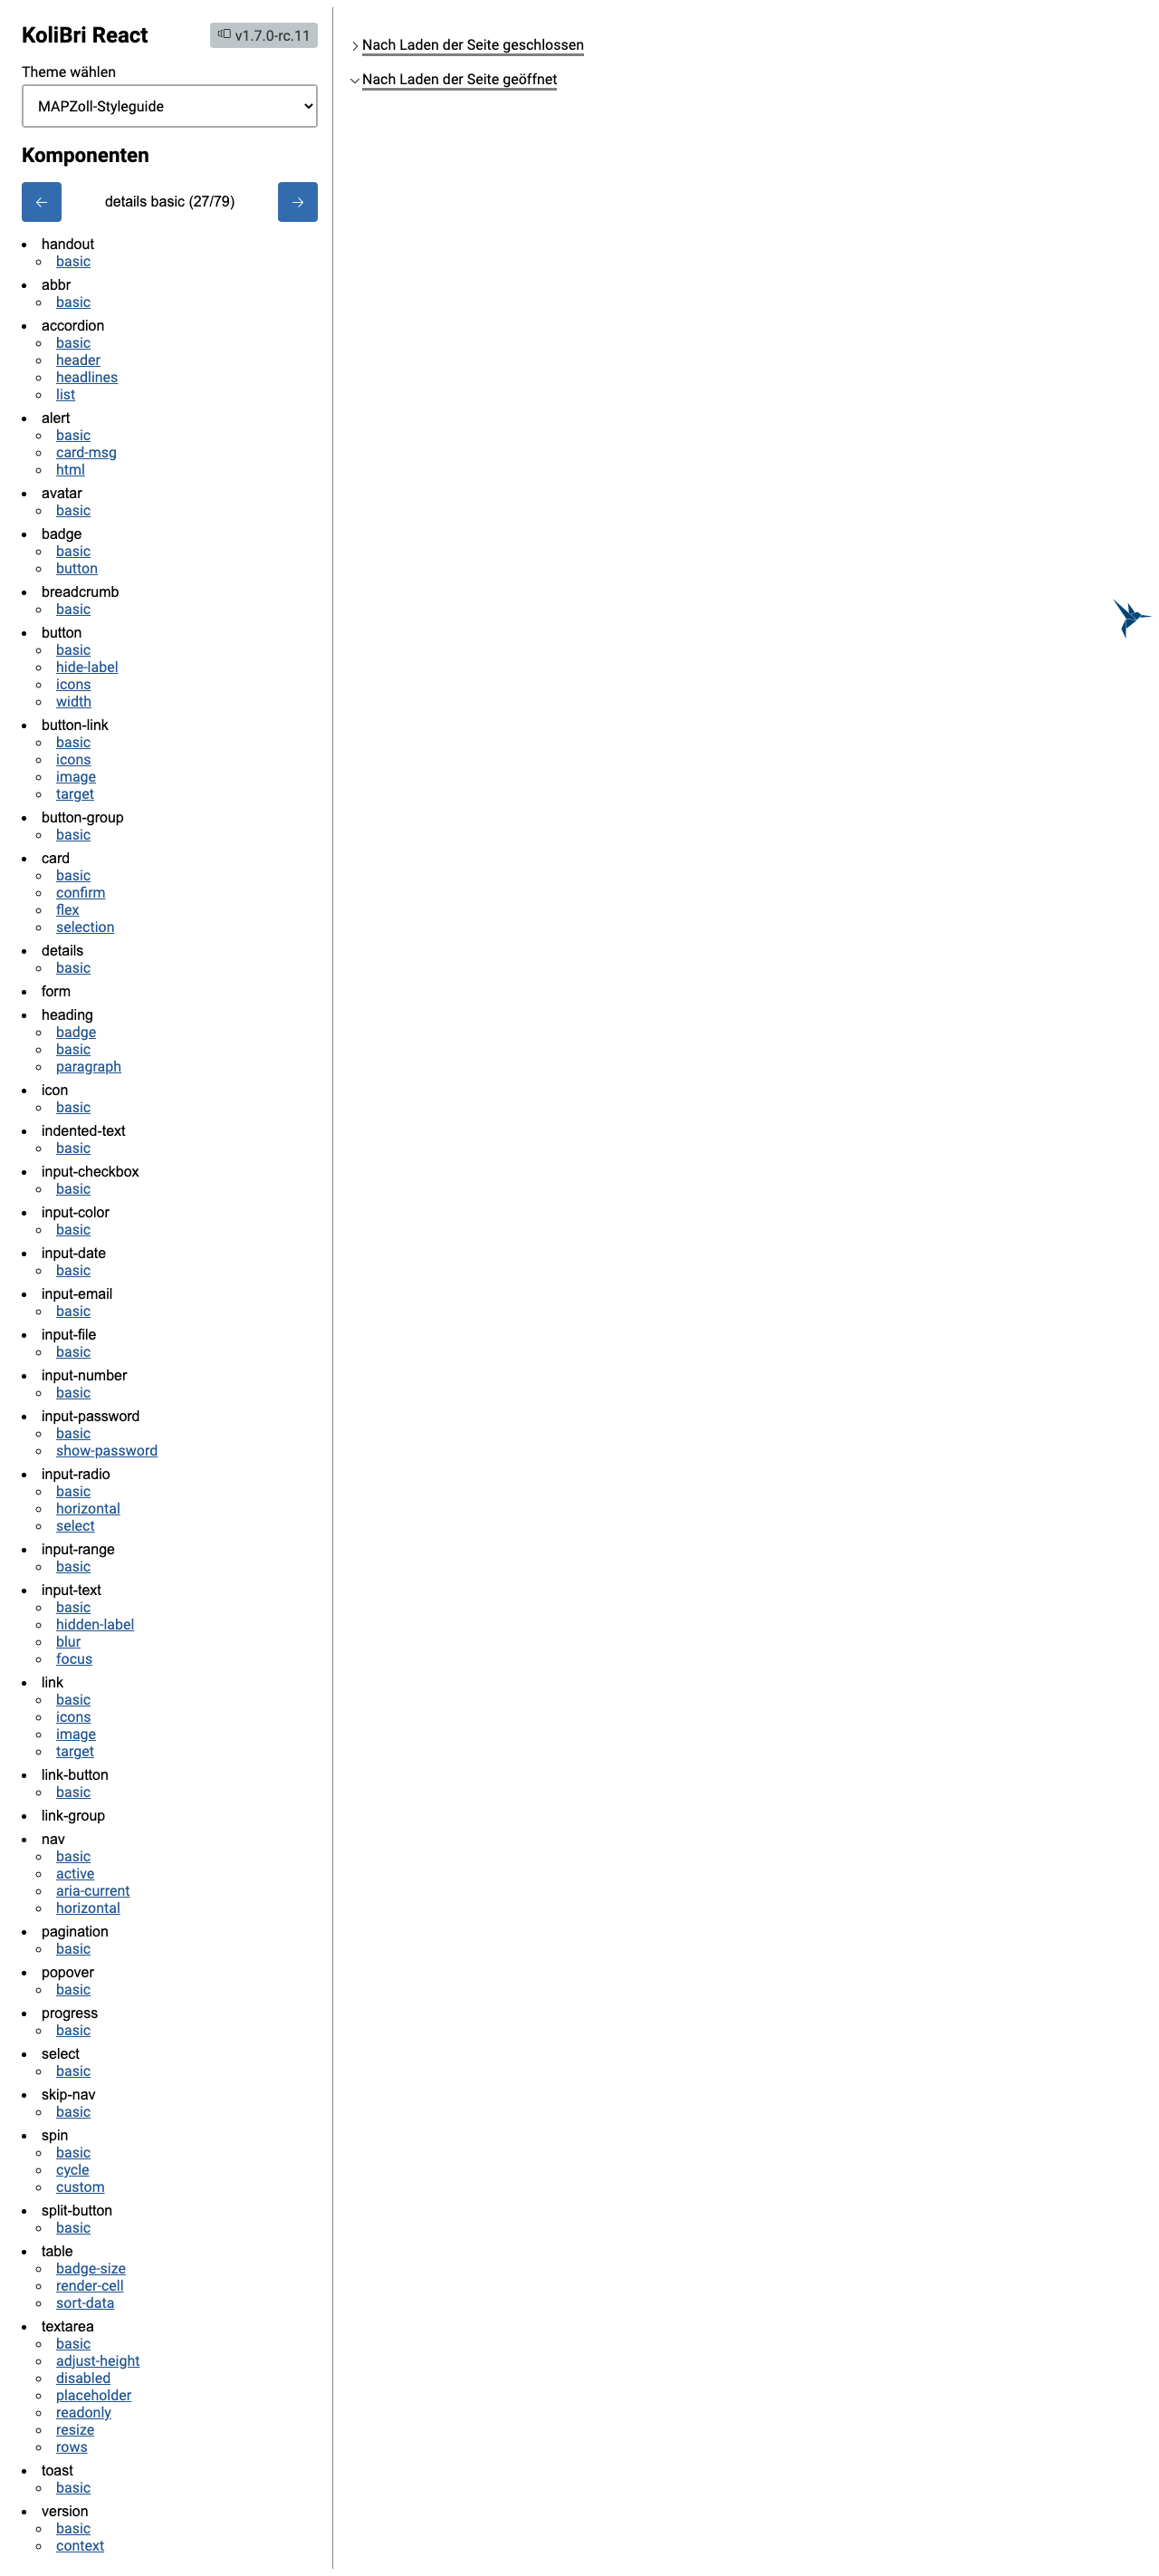 KoliBri React
v1.7.0-rc.11
Theme wählen
MAPZoll-Styleguide
Komponenten
details basic (27/79)
handout
basic
abbr
basic
accordion
basic
header
headlines
list
alert
basic
card-msg
html
avatar
basic
badge
basic
button
breadcrumb
basic
button
basic
hide-label
icons
width
button-link
basic
icons
image
target
button-group
basic
card
basic
confirm
flex
selection
details
basic
form
heading
badge
basic
paragraph
icon
basic
indented-text
basic
input-checkbox
basic
input-color
basic
input-date
basic
input-email
basic
input-file
basic
input-number
basic
input-password
basic
show-password
input-radio
basic
horizontal
select
input-range
basic
input-text
basic
hidden-label
blur
focus
link
basic
icons
image
target
link-button
basic
link-group
nav
basic
active
aria-current
horizontal
pagination
basic
popover
basic
progress
basic
select
basic
skip-nav
basic
spin
basic
cycle
custom
split-button
basic
table
badge-size
render-cell
sort-data
textarea
basic
adjust-height
disabled
placeholder
readonly
resize
rows
toast
basic
version
basic
context
Nach Laden der Seite geschlossen
Nach Laden der Seite geöffnet